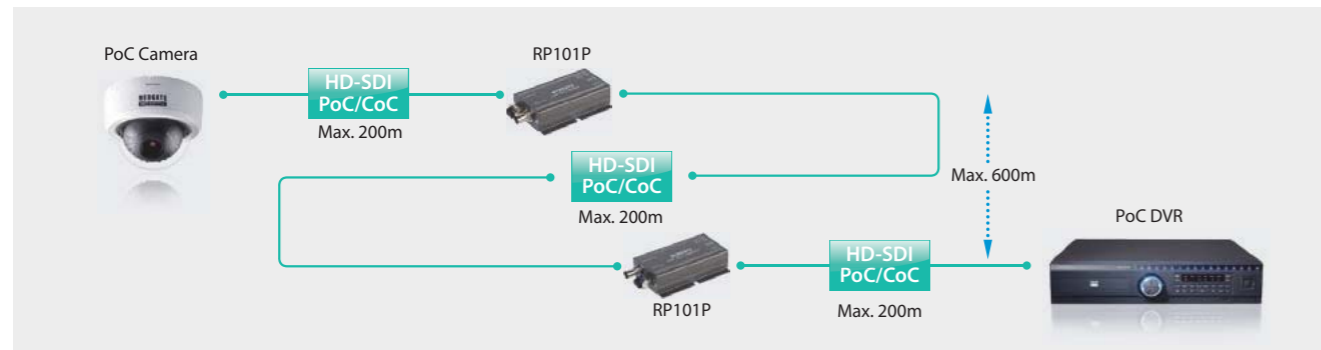 PoC Camera
RP101P
HD-SDI
PoC/CoC
Max. 200m
HD-SDI
PoC/CoC
Max. 200m
Max. 600m
PoC DVR
HD-SDI
PoC/CoC
RP101P
Max. 200m